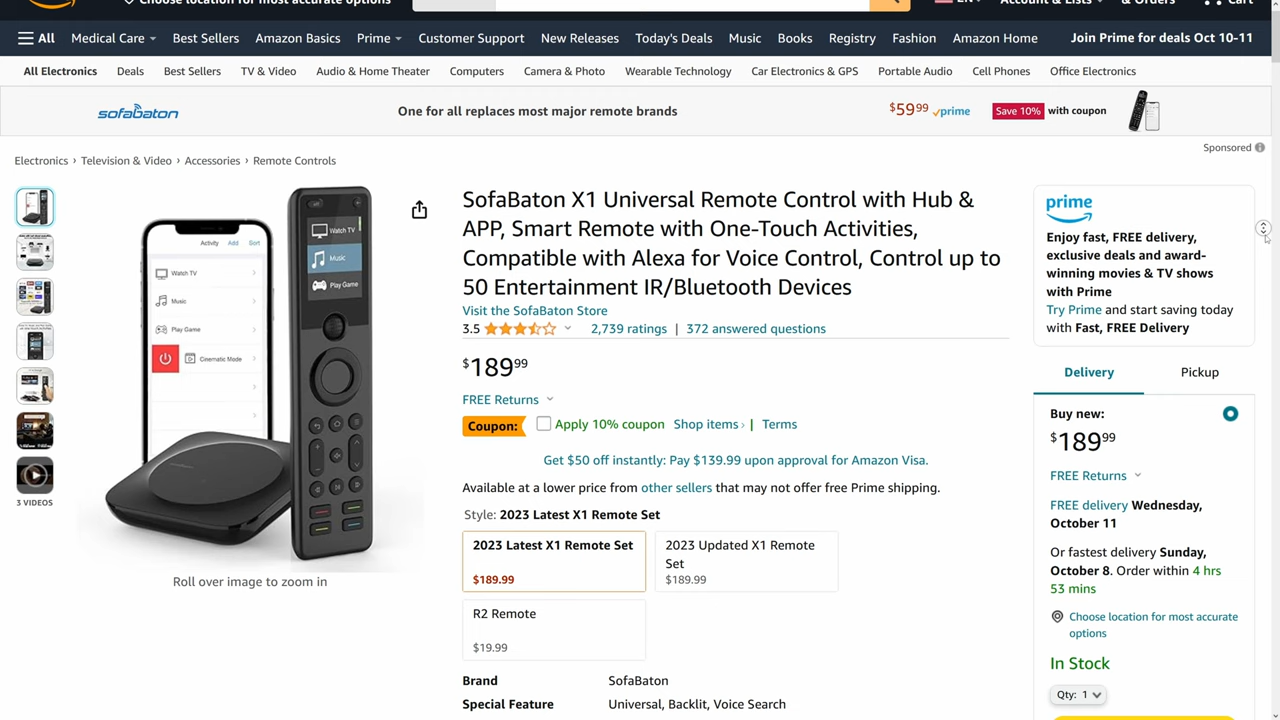 Choose location for most accurate options
EN
Account & Lists
& Orders
Cart
All
Medical Care
Best Sellers
Amazon Basics
Prime
Customer Support
New Releases
Today's Deals
Music
Books
Registry
Fashion
Amazon Home
Join Prime for deals Oct 10-11
All Electronics
Deals
Best Sellers
TV & Video
Audio & Home Theater
Computers
Camera & Photo
Wearable Technology
Car Electronics & GPS
Portable Audio
Cell Phones
Office Electronics
sofabaton
One for all replaces most major remote brands
$59.99 prime
Save 10% with coupon
Sponsored
Electronics › Television & Video › Accessories › Remote Controls
Activity Add Sort
Watch TV
Music
Play Game
Cinematic Mode
Watch TV
Music
Play Game
3 VIDEOS
Roll over image to zoom in
SofaBaton X1 Universal Remote Control with Hub &
APP, Smart Remote with One-Touch Activities,
Compatible with Alexa for Voice Control, Control up to
50 Entertainment IR/Bluetooth Devices
Visit the SofaBaton Store
3.5 2,739 ratings | 372 answered questions
$189.99
FREE Returns
Coupon: Apply 10% coupon Shop items › | Terms
Get $50 off instantly: Pay $139.99 upon approval for Amazon Visa.
Available at a lower price from other sellers that may not offer free Prime shipping.
Style: 2023 Latest X1 Remote Set
2023 Latest X1 Remote Set
$189.99
2023 Updated X1 Remote
Set
$189.99
R2 Remote
$19.99
Brand SofaBaton
Special Feature Universal, Backlit, Voice Search
prime
Enjoy fast, FREE delivery,
exclusive deals and award-
winning movies & TV shows
with Prime
Try Prime and start saving today
with Fast, FREE Delivery
Delivery
Pickup
Buy new:
$189.99
FREE Returns
FREE delivery Wednesday,
October 11
Or fastest delivery Sunday,
October 8. Order within 4 hrs
53 mins
Choose location for most accurate
options
In Stock
Qty: 1